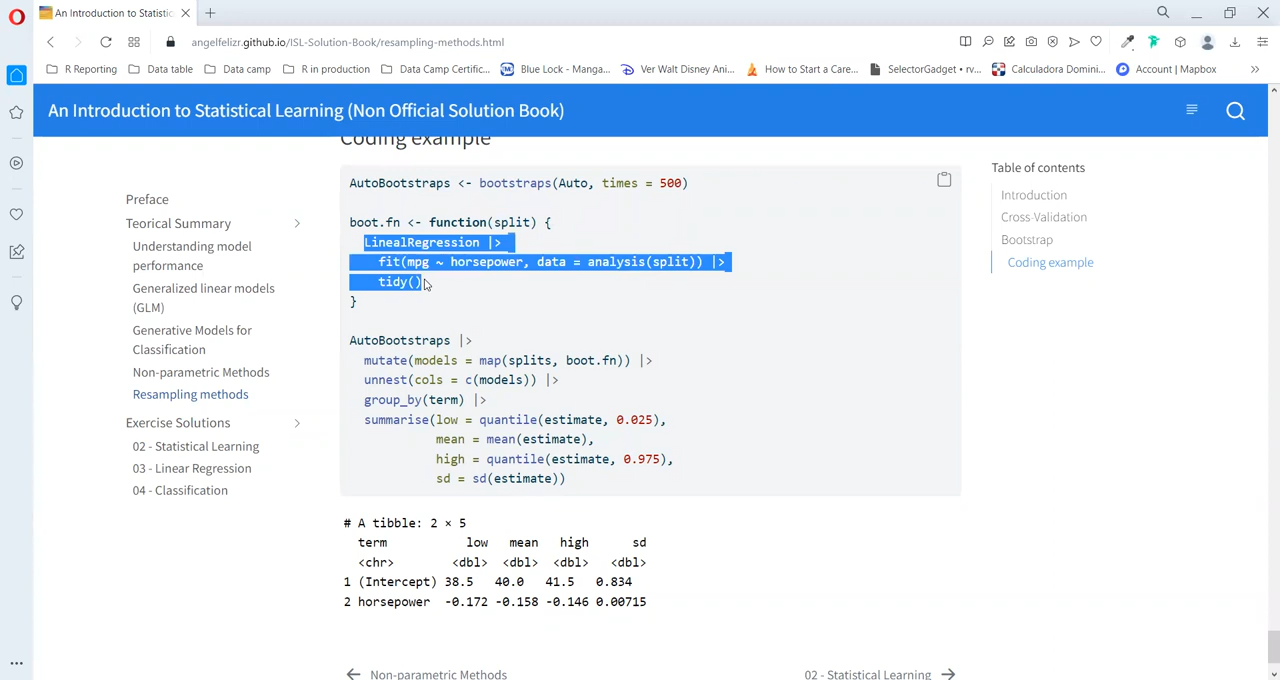 An Introduction to Statistic
angelfelizr.github.io/ISL-Solution-Book/resampling-methods.html
R Reporting
Data table
Data camp
R in production
Data Camp Certific...
Blue Lock - Manga...
Ver Walt Disney Ani...
How to Start a Care...
SelectorGadget • rv...
Calculadora Domini...
Account | Mapbox
An Introduction to Statistical Learning (Non Official Solution Book)
Preface
Teorical Summary
Understanding model
performance
Generalized linear models
(GLM)
Generative Models for
Classification
Non-parametric Methods
Resampling methods
Exercise Solutions
02 - Statistical Learning
03 - Linear Regression
04 - Classification
Coding example
AutoBootstraps <- bootstraps(Auto, times = 500)
boot.fn <- function(split) {
LinealRegression |>
fit(mpg ~ horsepower, data = analysis(split)) |>
tidy()
}
AutoBootstraps |>
mutate(models = map(splits, boot.fn)) |>
unnest(cols = c(models)) |>
group_by(term) |>
summarise(low = quantile(estimate, 0.025),
mean = mean(estimate),
high = quantile(estimate, 0.975),
sd = sd(estimate))
# A tibble: 2 × 5
term low mean high sd
<chr> <dbl> <dbl> <dbl> <dbl>
1 (Intercept) 38.5 40.0 41.5 0.834
2 horsepower -0.172 -0.158 -0.146 0.00715
Non-parametric Methods
02 - Statistical Learning
Table of contents
Introduction
Cross-Validation
Bootstrap
Coding example